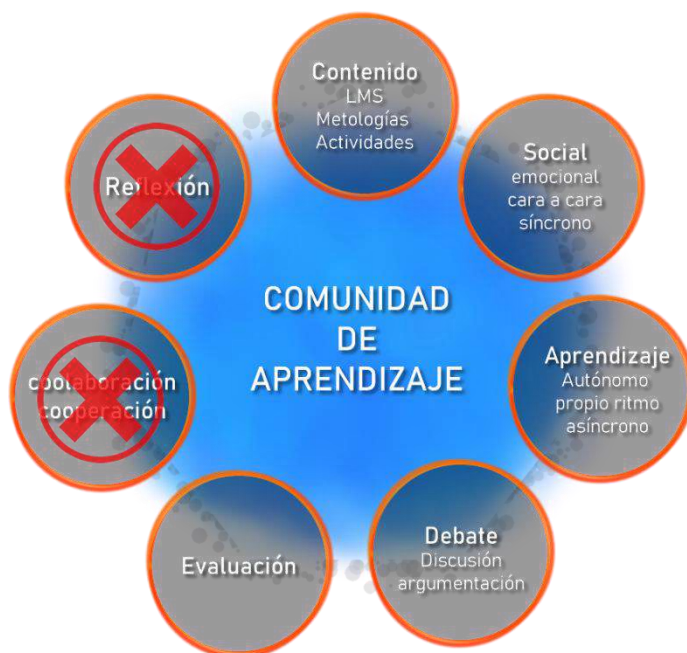 Contenido
LMS
Metologías
Actividades
Social
emocional
cara a cara
síncrono
Aprendizaje
Autónomo
propio ritmo
asíncrono
Debate
Discusión
argumentación
Evaluación
coolaboración
cooperación
Reflexión
COMUNIDAD
DE
APRENDIZAJE